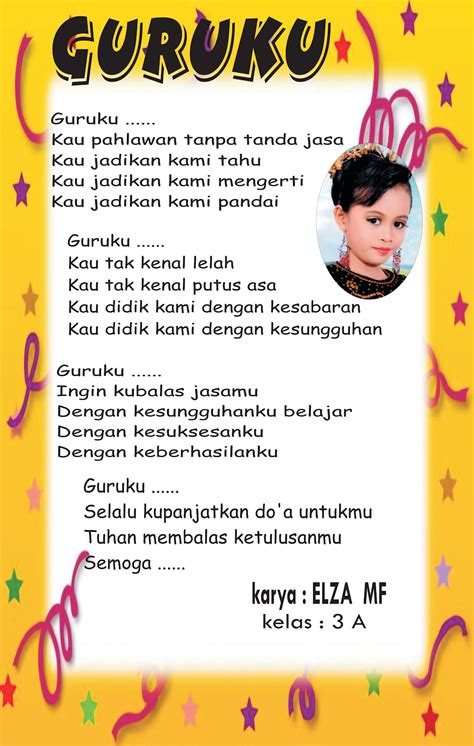 GURUKU
Guruku ......
Kau pahlawan tanpa tanda jasa
Kau jadikan kami tahu
Kau jadikan kami mengerti
Kau jadikan kami pandai
Guruku ......
Kau tak kenal lelah
Kau tak kenal putus asa
Kau didik kami dengan kesabaran
Kau didik kami dengan kesungguhan
Guruku ......
Ingin kubalas jasamu
Dengan kesungguhanku belajar
Dengan kesuksesanku
Dengan keberhasilanku
Guruku ......
Selalu kupanjatkan do'a untukmu
Tuhan membalas ketulusanmu
Semoga ......
karya : ELZA MF
kelas : 3 A